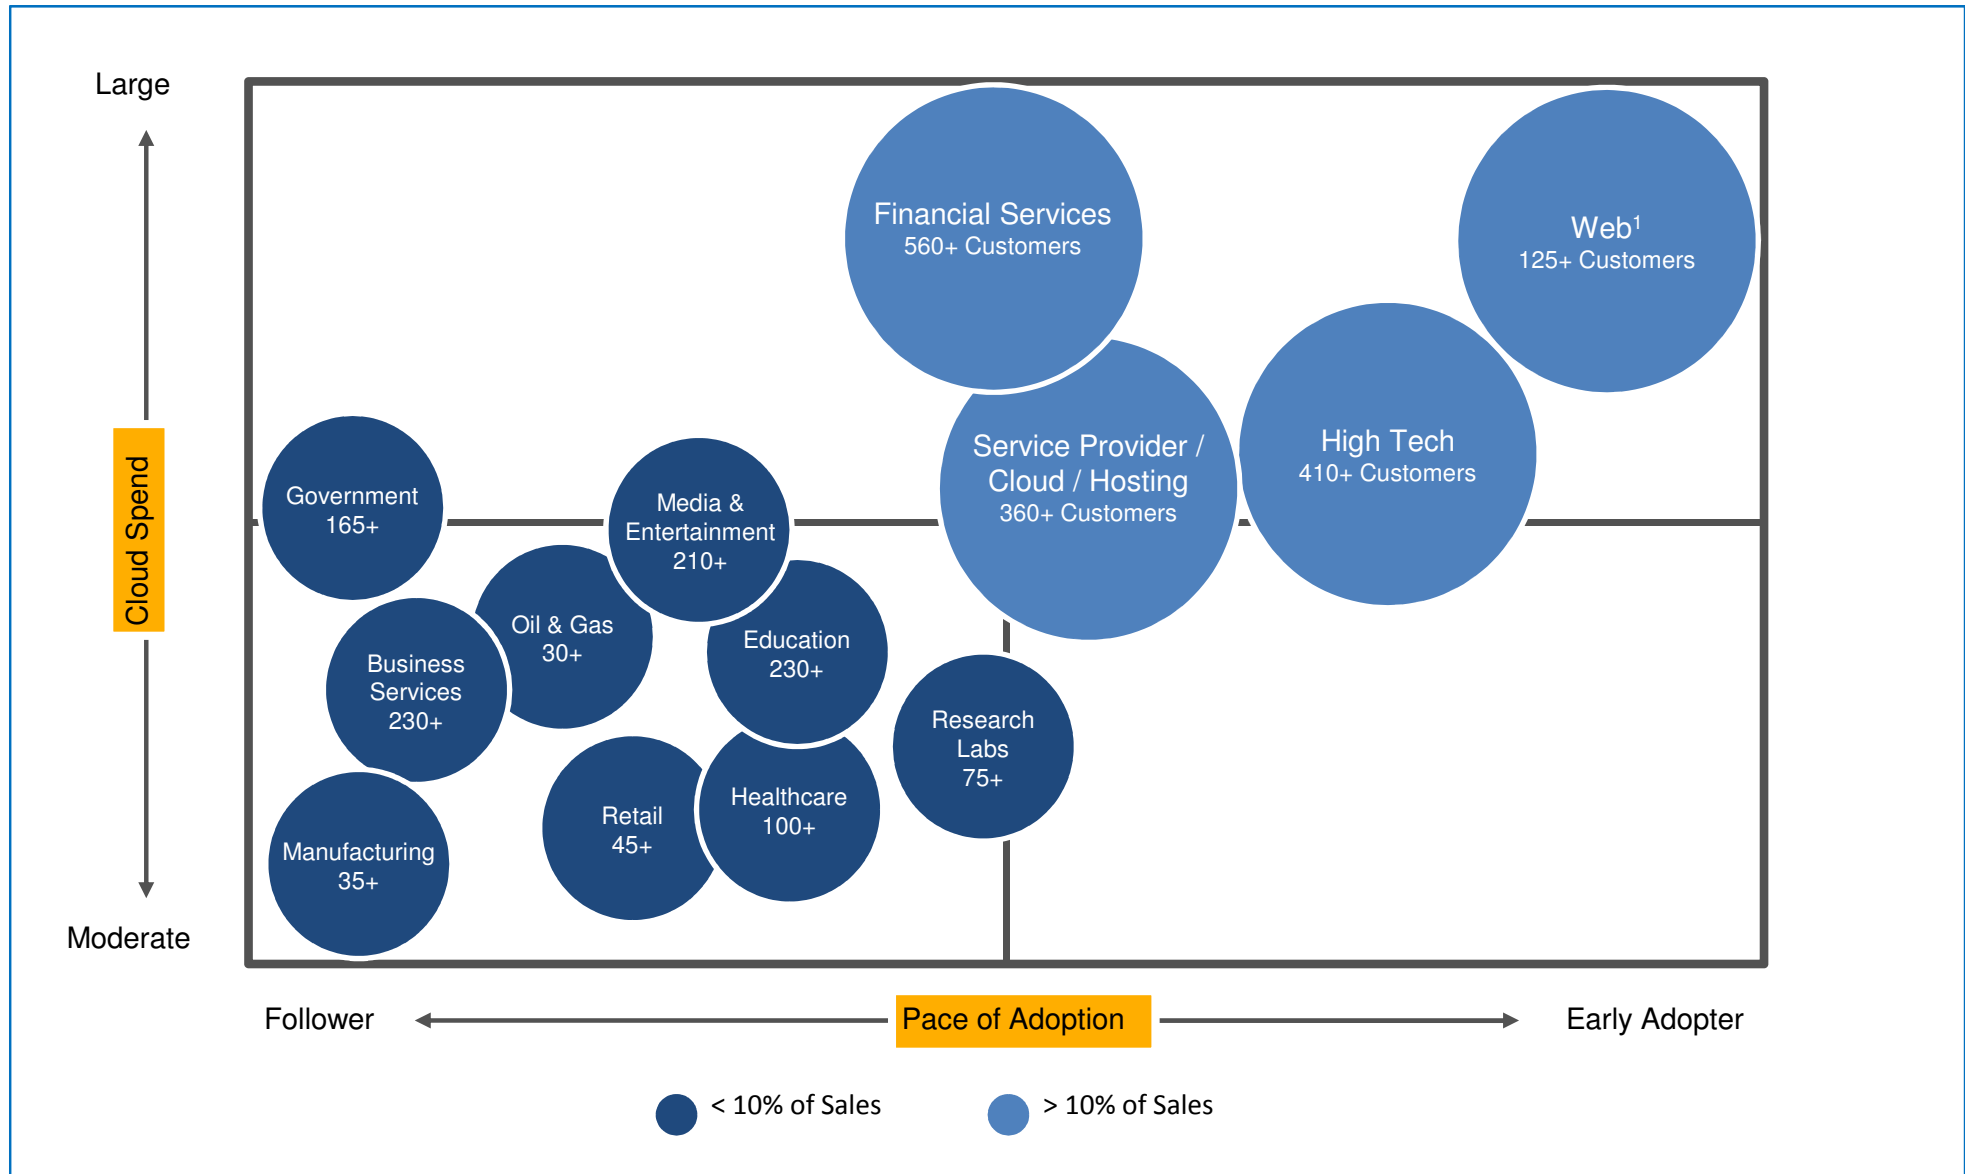 Large
Financial Services
560+ Customers
Web¹
125+ Customers
Service Provider /
Cloud / Hosting
360+ Customers
High Tech
410+ Customers
Cloud Spend
Government
165+
Media &
Entertainment
210+
Oil & Gas
30+
Education
230+
Business
Services
230+
Research
Labs
75+
Retail
45+
Healthcare
100+
Manufacturing
35+
Moderate
Follower
Pace of Adoption
Early Adopter
< 10% of Sales
> 10% of Sales